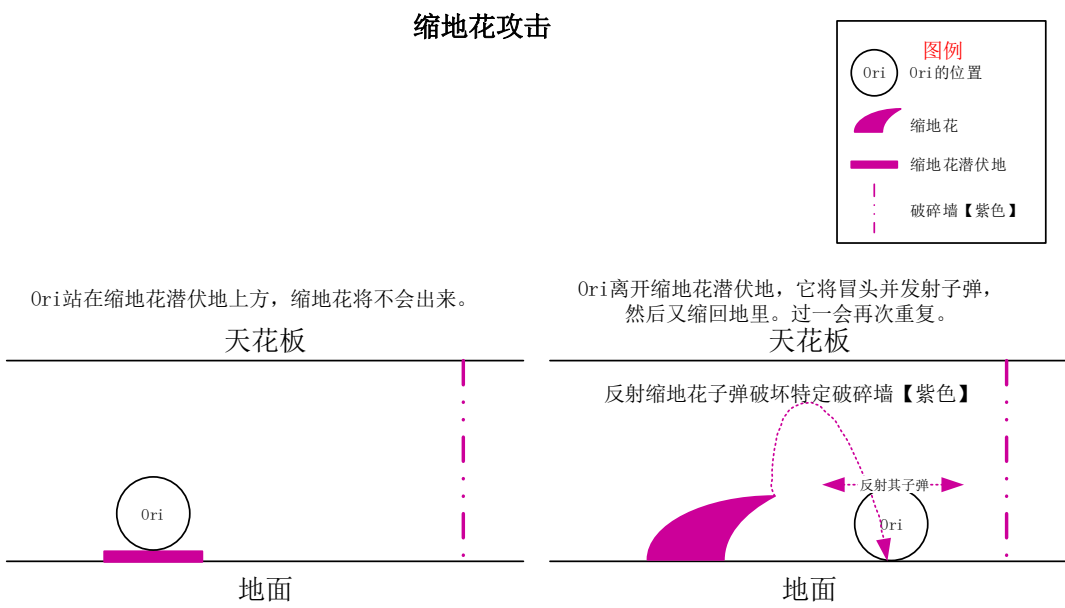 缩地花攻击
图例
Ori
Ori的位置
缩地花
缩地花潜伏地
破碎墙【紫色】
Ori站在缩地花潜伏地上方，缩地花将不会出来。
天花板
Ori
地面
Ori离开缩地花潜伏地，它将冒头并发射子弹，
然后又缩回地里。过一会再次重复。
天花板
反射缩地花子弹破坏特定破碎墙【紫色】
反射其子弹
Ori
地面